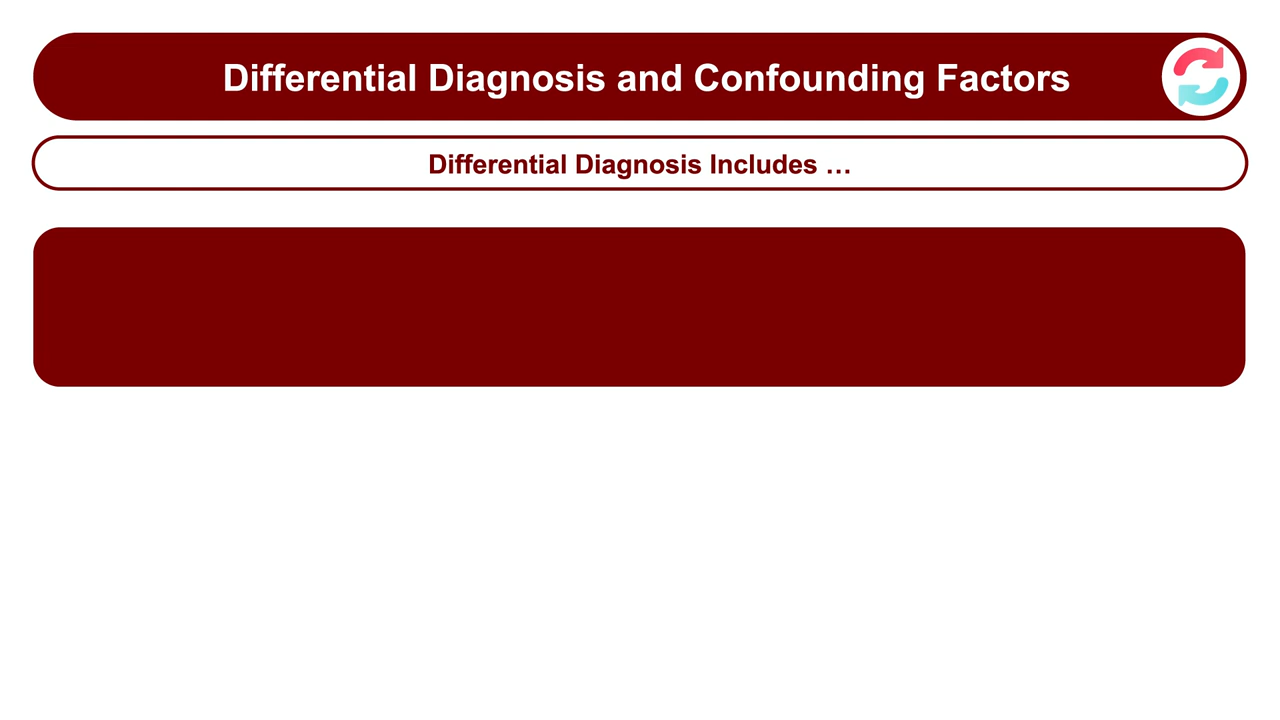 Differential Diagnosis and Confounding Factors
Differential Diagnosis Includes …